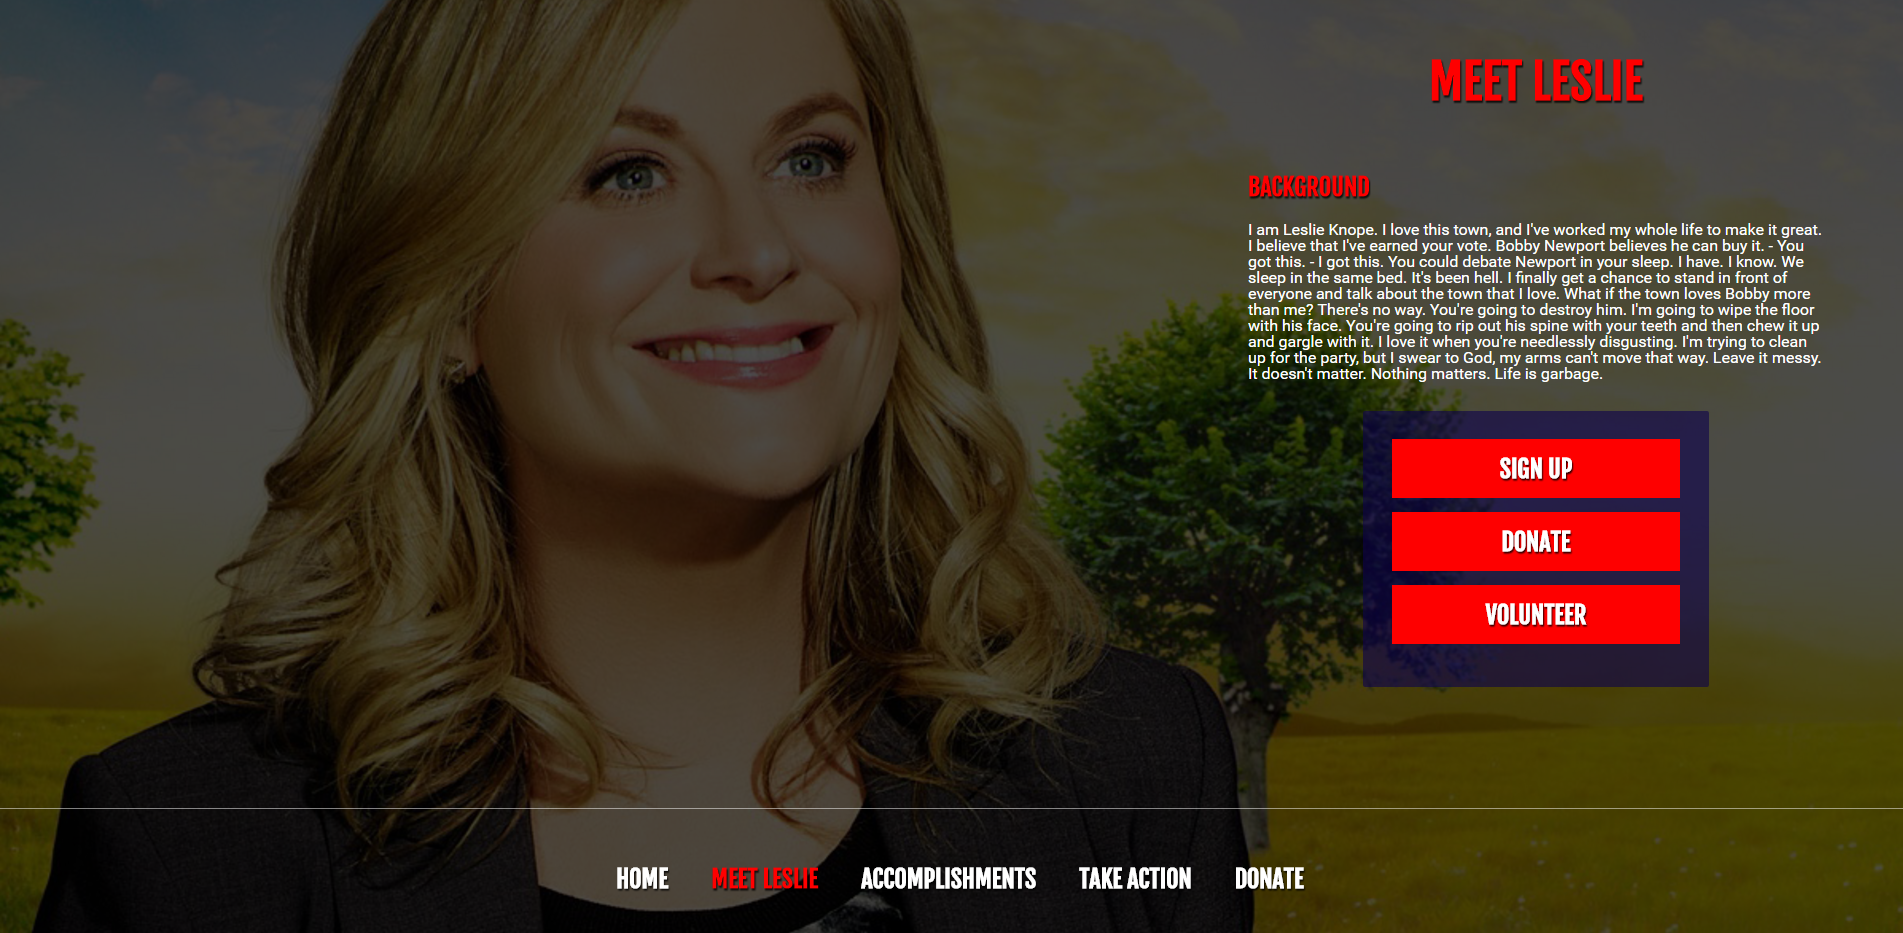 MEET LESLIE
BACKGROUND
I am Leslie Knope. I love this town, and I've worked my whole life to make it great.
I believe that I've earned your vote. Bobby Newport believes he can buy it. - You
got this. - I got this. You could debate Newport in your sleep. I have. I know. We
sleep in the same bed. It's been hell. I finally get a chance to stand in front of
everyone and talk about the town that I love. What if the town loves Bobby more
than me? There's no way. You're going to destroy him. I'm going to wipe the floor
with his face. You're going to rip out his spine with your teeth and then chew it up
and gargle with it. I love it when you're needlessly disgusting. I'm trying to clean
up for the party, but I swear to God, my arms can't move that way. Leave it messy.
It doesn't matter. Nothing matters. Life is garbage.
SIGN UP
DONATE
VOLUNTEER
HOME MEET LESLIE ACCOMPLISHMENTS TAKE ACTION DONATE